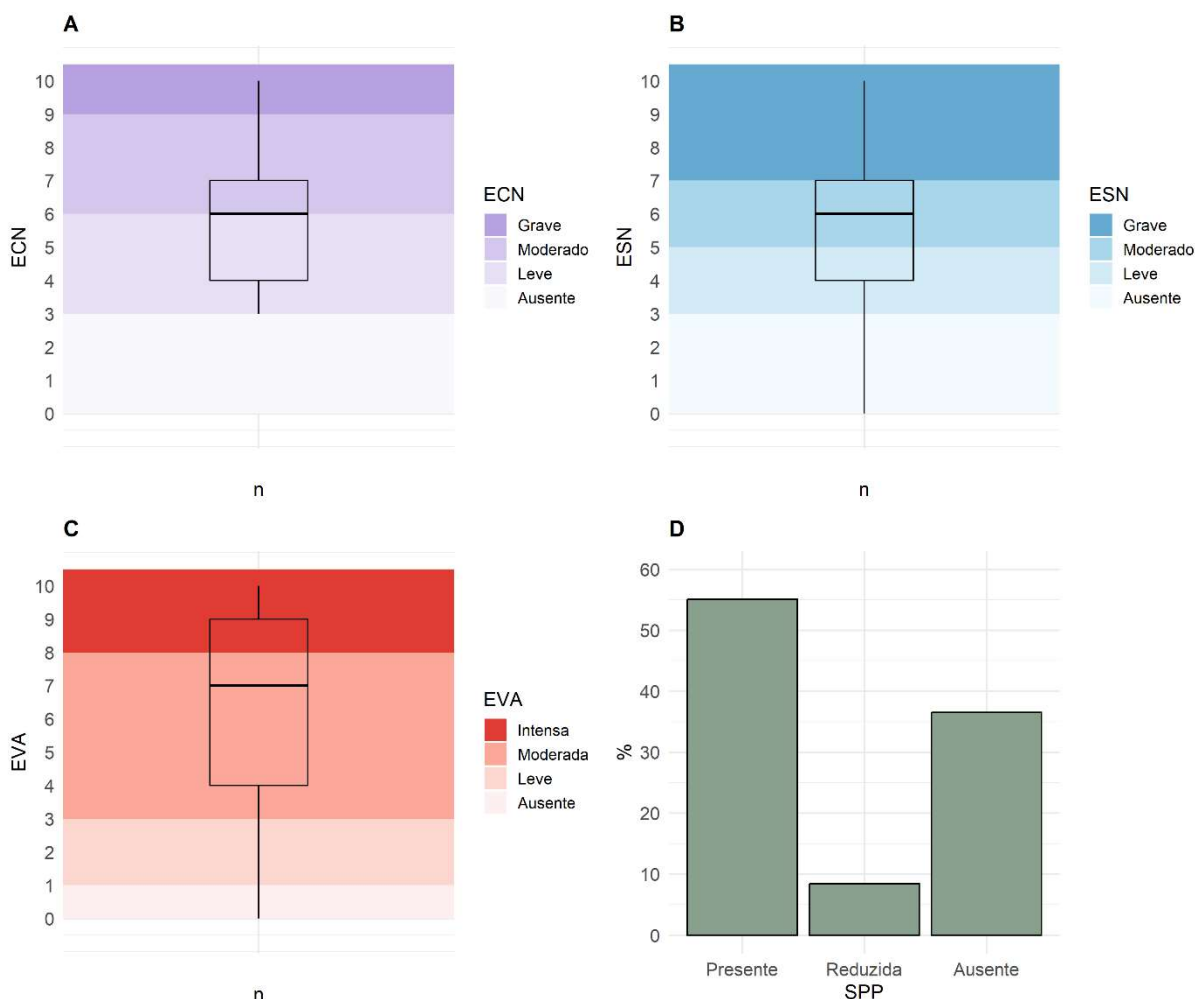 A
10
9
8
7
6
5
4
3
2
1
0
ECN
n
ECN
Grave
Moderado
Leve
Ausente
B
10
9
8
7
6
5
4
3
2
1
0
ESN
n
ESN
Grave
Moderado
Leve
Ausente
C
10
9
8
7
6
5
4
3
2
1
0
EVA
n
EVA
Intensa
Moderada
Leve
Ausente
D
60
50
40
30
20
10
0
%
Presente Reduzida Ausente
SPP